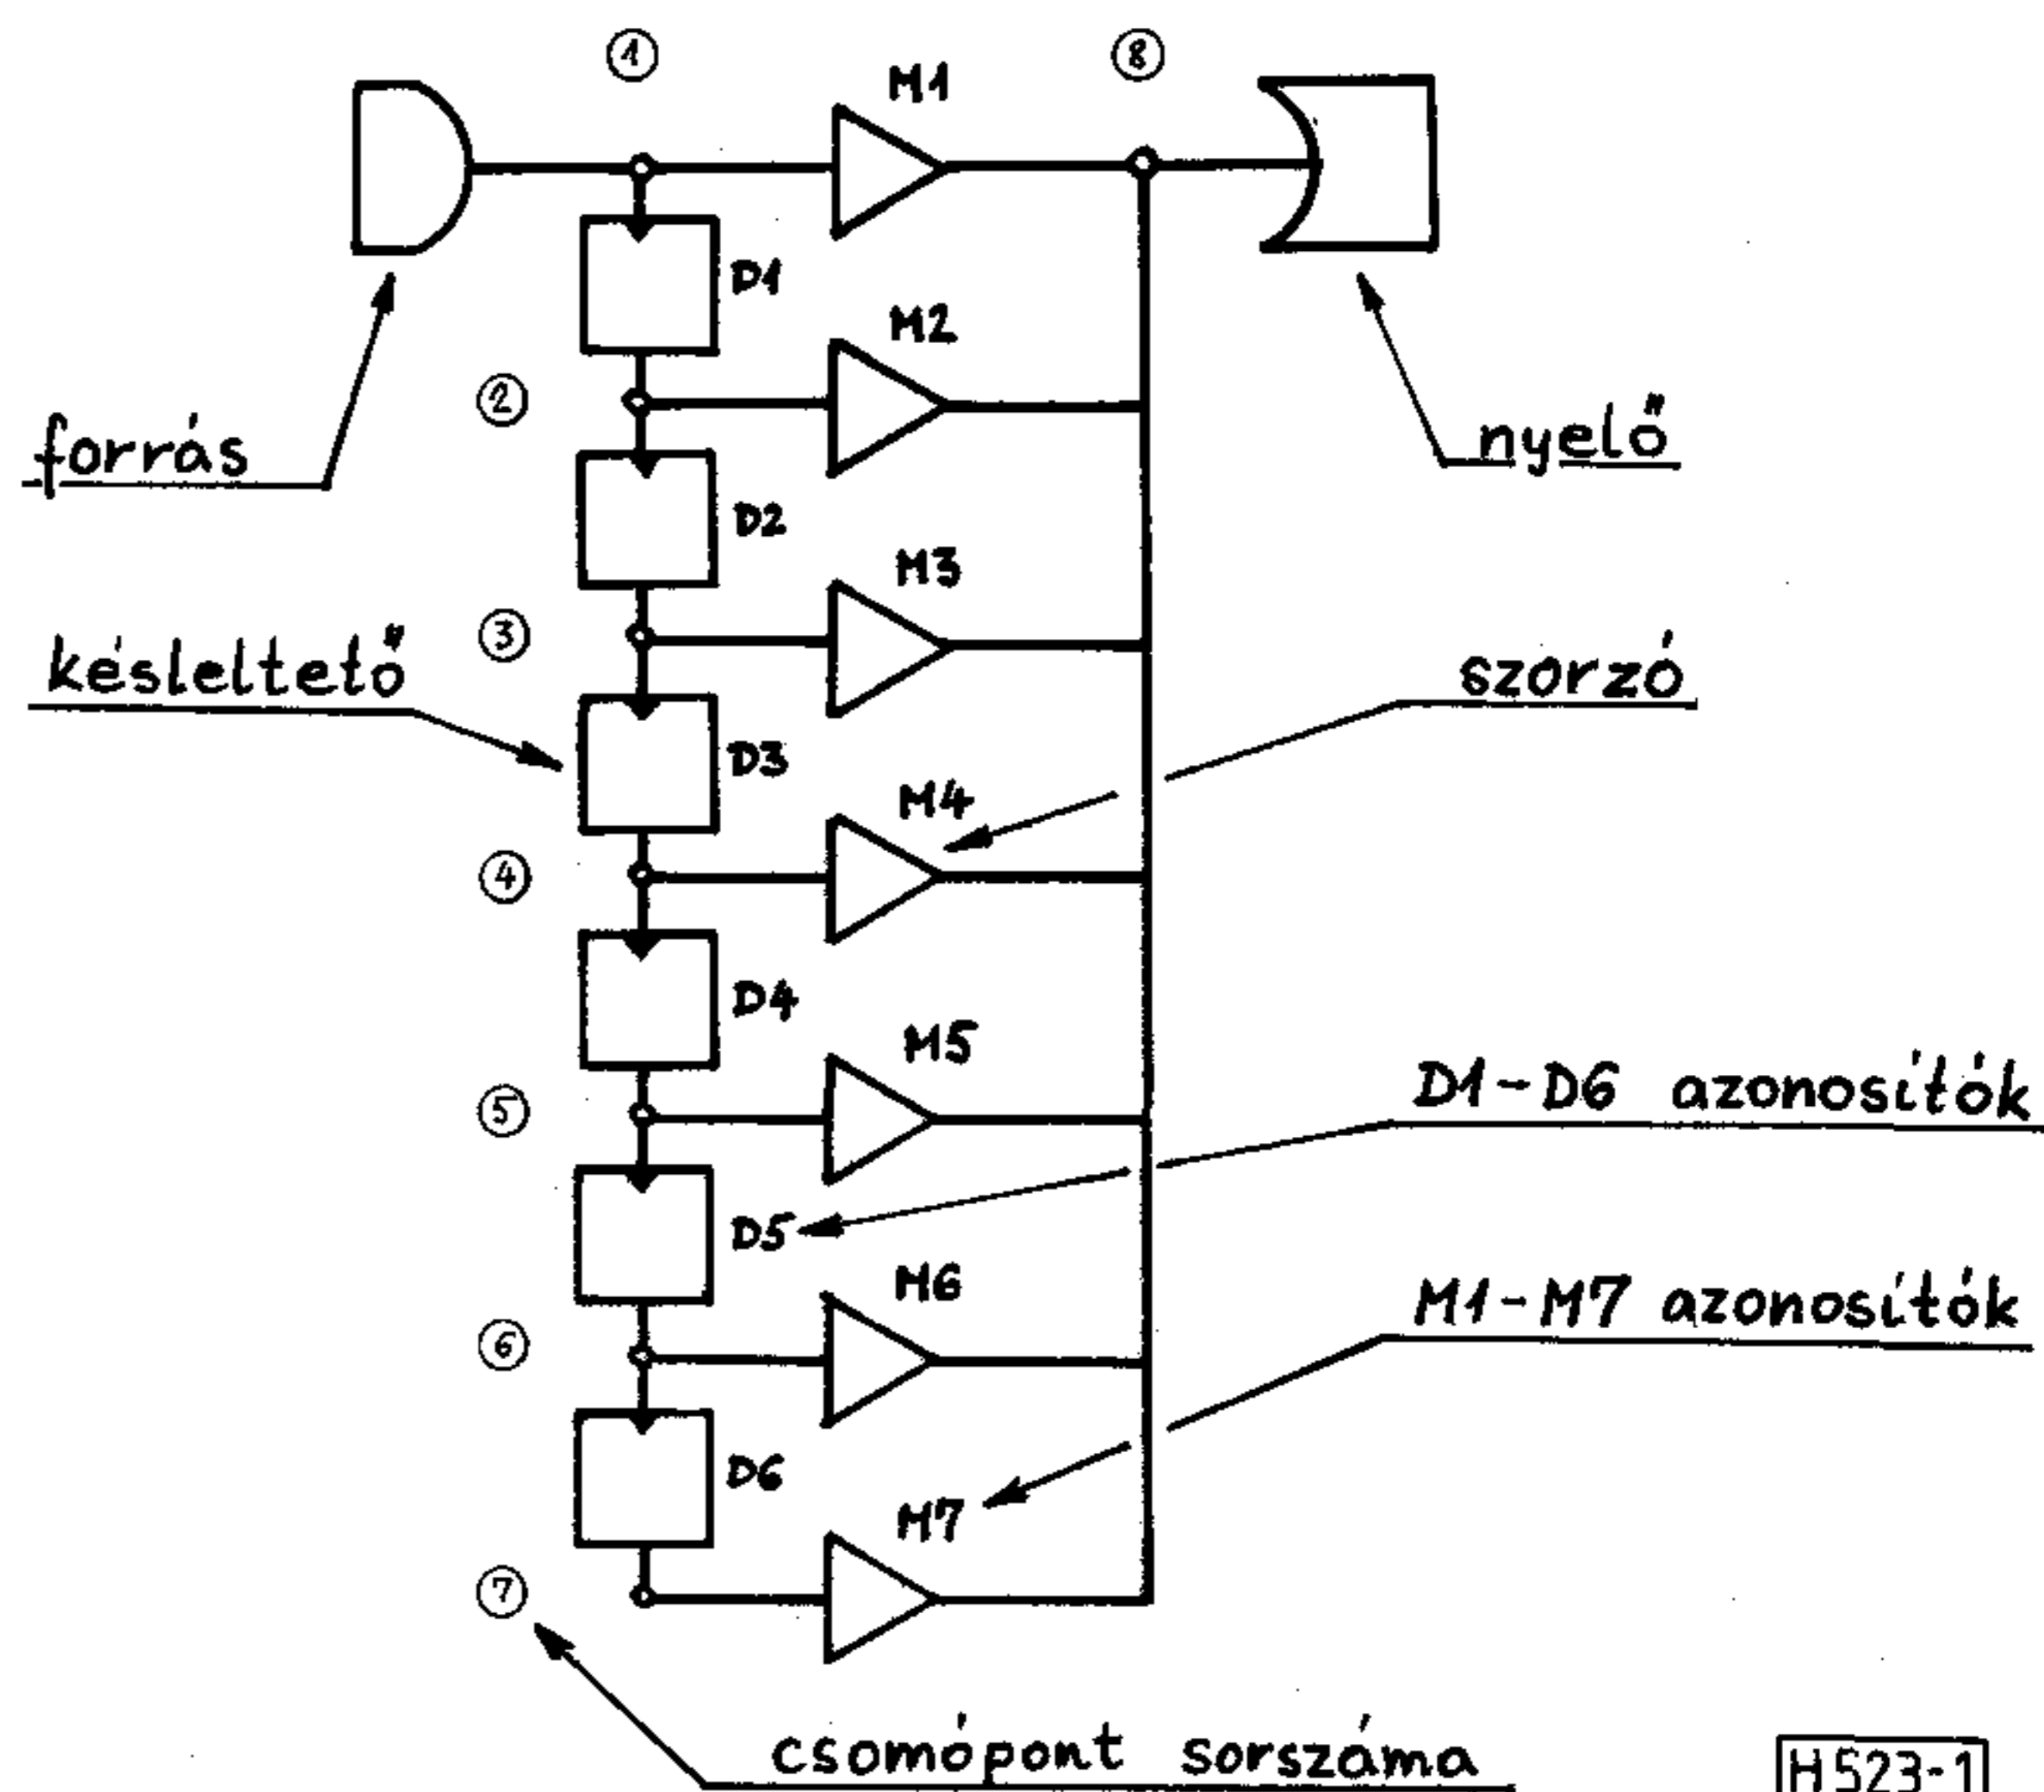 ① ⑧
M1
D1
M2
②
forrás
nyelő
D2
M3
③
késleltető
szorzó
D3
M4
④
D4
M5
D1-D6 azonosítók
⑤
D5
M6
M1-M7 azonosítók
⑥
D6
M7
⑦
csomópont sorszáma
H523-1